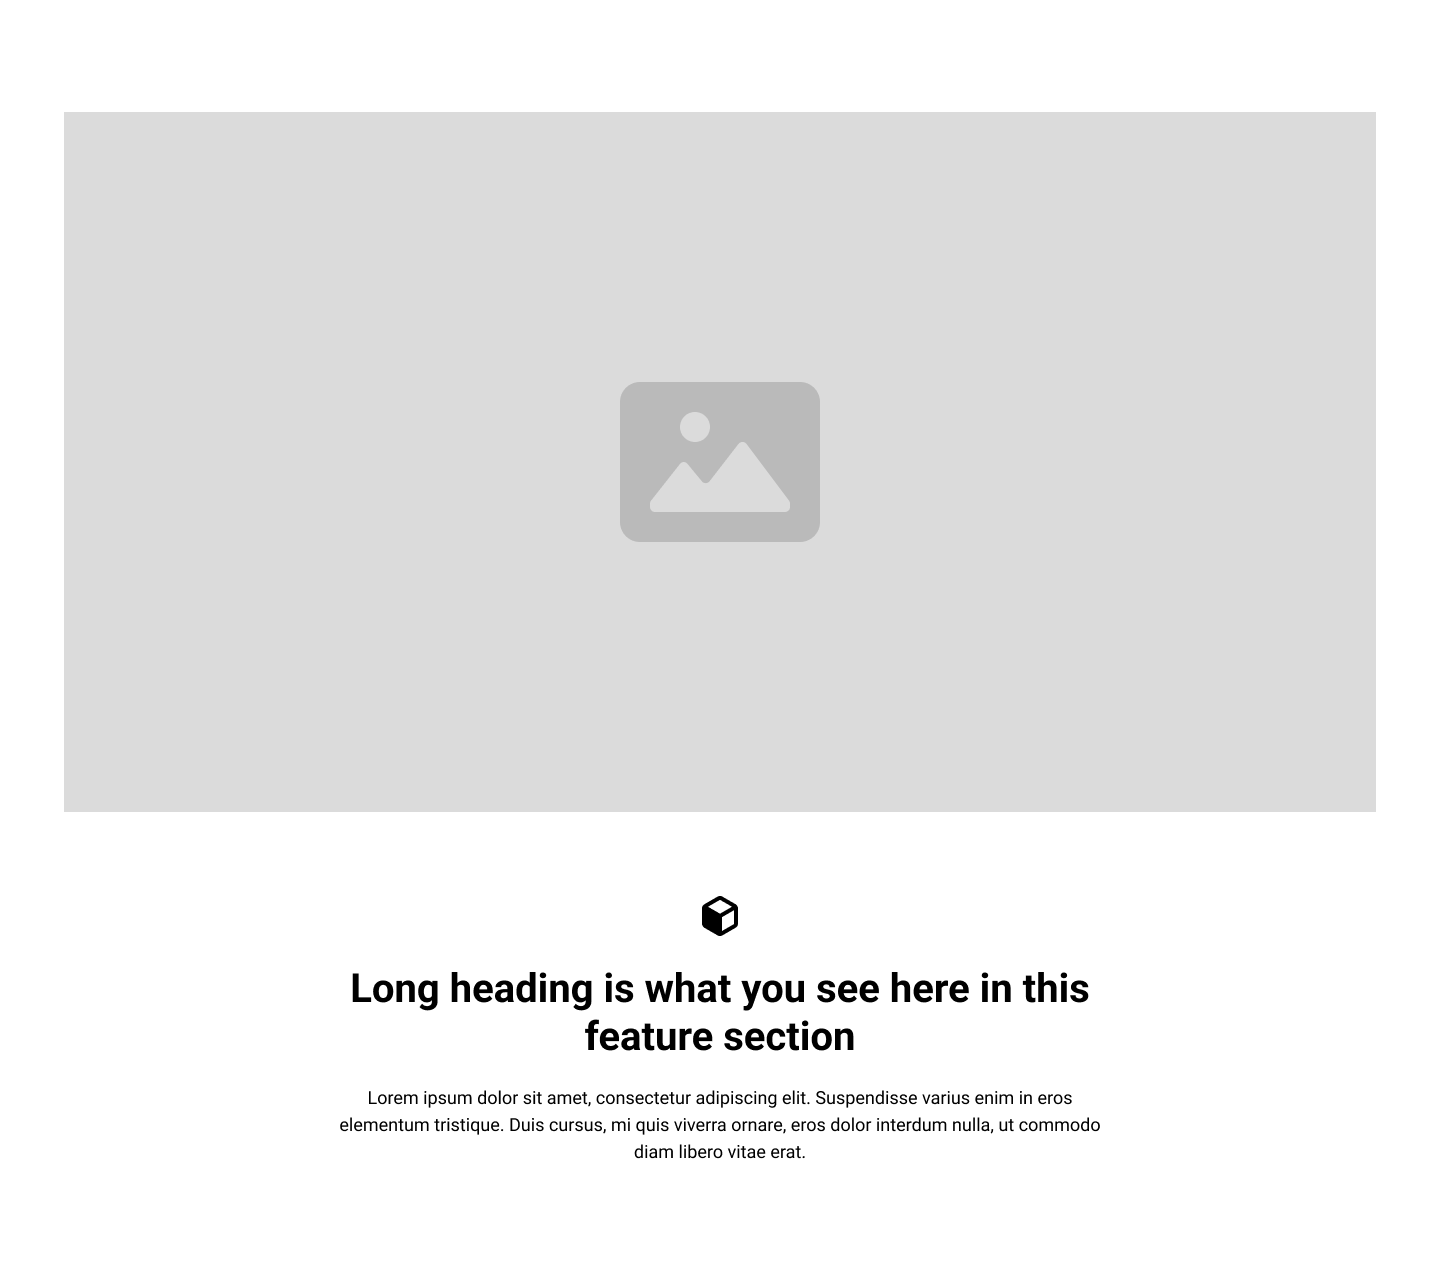 Long heading is what you see here in this
feature section
Lorem ipsum dolor sit amet, consectetur adipiscing elit. Suspendisse varius enim in eros
elementum tristique. Duis cursus, mi quis viverra ornare, eros dolor interdum nulla, ut commodo
diam libero vitae erat.